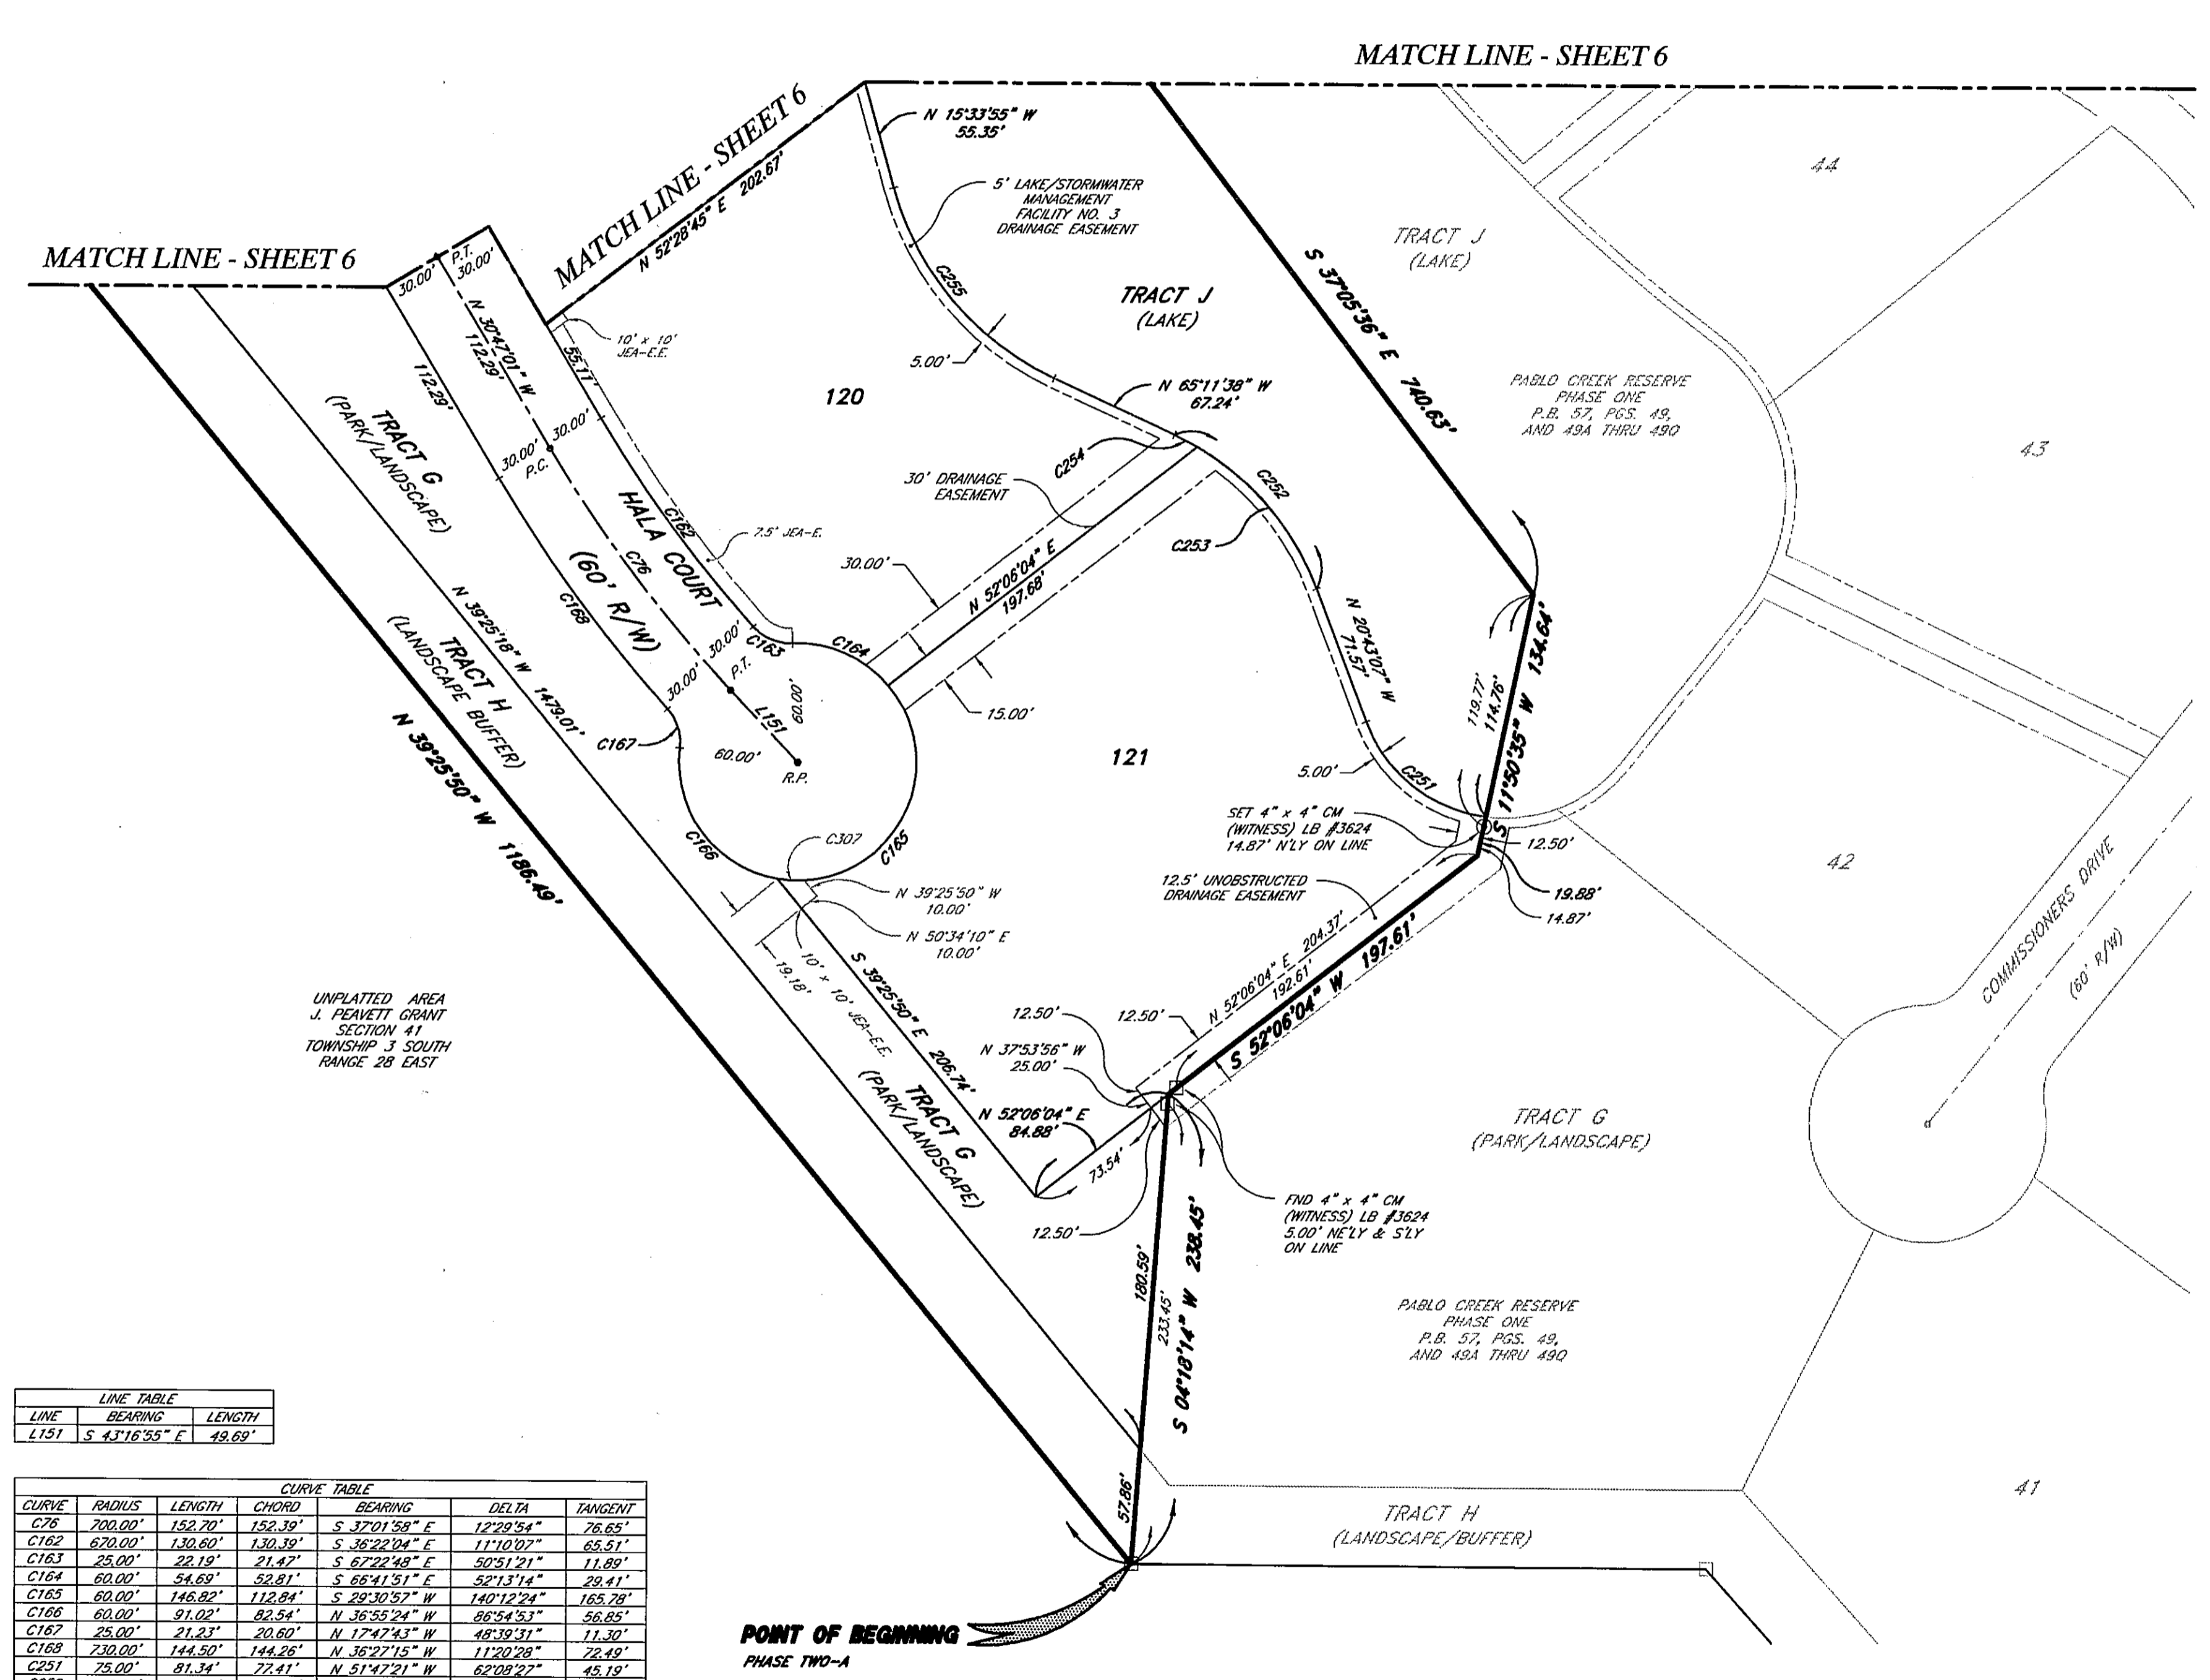 MATCH LINE - SHEET 6
MATCH LINE - SHEET 6
MATCH LINE - SHEET 6
N 52°28'45" E 202.67'
N 15°33'55" W
55.35'
5' LAKE/STORMWATER
MANAGEMENT
FACILITY NO. 3
DRAINAGE EASEMENT
TRACT J
(LAKE)
S 37°05'36" E 740.63'
TRACT J
(LAKE)
44
43
PABLO CREEK RESERVE
PHASE ONE
P.B. 57, PGS. 49,
AND 49A THRU 49Q
30.00'
P.T.
30.00'
N 30°47'01" W
112.29'
112.29'
10' x 10'
JEA-E.E.
55.11'
C255
5.00'
N 65°11'38" W
67.24'
120
TRACT G
(PARK/LANDSCAPE)
30.00'
30.00'
P.C.
C254
C252
30' DRAINAGE
EASEMENT
C253
HALA COURT
(60' R/W)
C162
7.5' JEA-E.
C76
C168
30.00'
N 52°06'04" E
197.68'
N 20°43'07" W
71.57'
S 11°50'35" W 134.64'
119.77'
114.76'
N 39°25'18" W 1479.01'
TRACT H
(LANDSCAPE BUFFER)
N 39°25'50" W 1186.49'
30.00'
30.00'
P.T.
C163
C164
60.00'
L151
60.00'
R.P.
C167
15.00'
121
5.00'
C251
SET 4" x 4" CM
(WITNESS) LB #3624
14.87' N'LY ON LINE
12.50'
19.88'
14.87'
42
COMMISSIONERS DRIVE
(60' R/W)
C166
C307
C165
N 39°25'50" W
10.00'
N 50°34'10" E
10.00'
19.18'
10' x 10' JEA-E.E.
12.5' UNOBSTRUCTED
DRAINAGE EASEMENT
N 52°06'04" E 204.37'
192.61'
S 52°06'04" W 197.61'
S 39°25'50" E 206.74'
12.50'
12.50'
N 37°53'56" W
25.00'
N 52°06'04" E
84.88'
73.54'
12.50'
TRACT G
(PARK/LANDSCAPE)
UNPLATTED AREA
J. PEAVETT GRANT
SECTION 41
TOWNSHIP 3 SOUTH
RANGE 28 EAST
TRACT G
(PARK/LANDSCAPE)
FND 4" x 4" CM
(WITNESS) LB #3624
5.00' NE'LY & S'LY
ON LINE
180.59'
233.45'
S 04°18'14" W 238.45'
57.86'
PABLO CREEK RESERVE
PHASE ONE
P.B. 57, PGS. 49,
AND 49A THRU 49Q
41
TRACT H
(LANDSCAPE/BUFFER)
POINT OF BEGINNING
PHASE TWO-A
LINE TABLE
LINE BEARING LENGTH
L151 S 43°16'55" E 49.69'
CURVE TABLE
CURVE RADIUS LENGTH CHORD BEARING DELTA TANGENT
C76 700.00' 152.70' 152.39' S 37°01'58" E 12°29'54" 76.65'
C162 670.00' 130.60' 130.39' S 36°22'04" E 11°10'07" 65.51'
C163 25.00' 22.19' 21.47' S 67°22'48" E 50°51'21" 11.89'
C164 60.00' 54.69' 52.81' S 66°41'51" E 52°13'14" 29.41'
C165 60.00' 146.82' 112.84' S 29°30'57" W 140°12'24" 165.78'
C166 60.00' 91.02' 82.54' N 36°55'24" W 86°54'53" 56.85'
C167 25.00' 21.23' 20.60' N 17°47'43" W 48°39'31" 11.30'
C168 730.00' 144.50' 144.26' N 36°27'15" W 11°20'28" 72.49'
C251 75.00' 81.34' 77.41' N 51°47'21" W 62°08'27" 45.19'